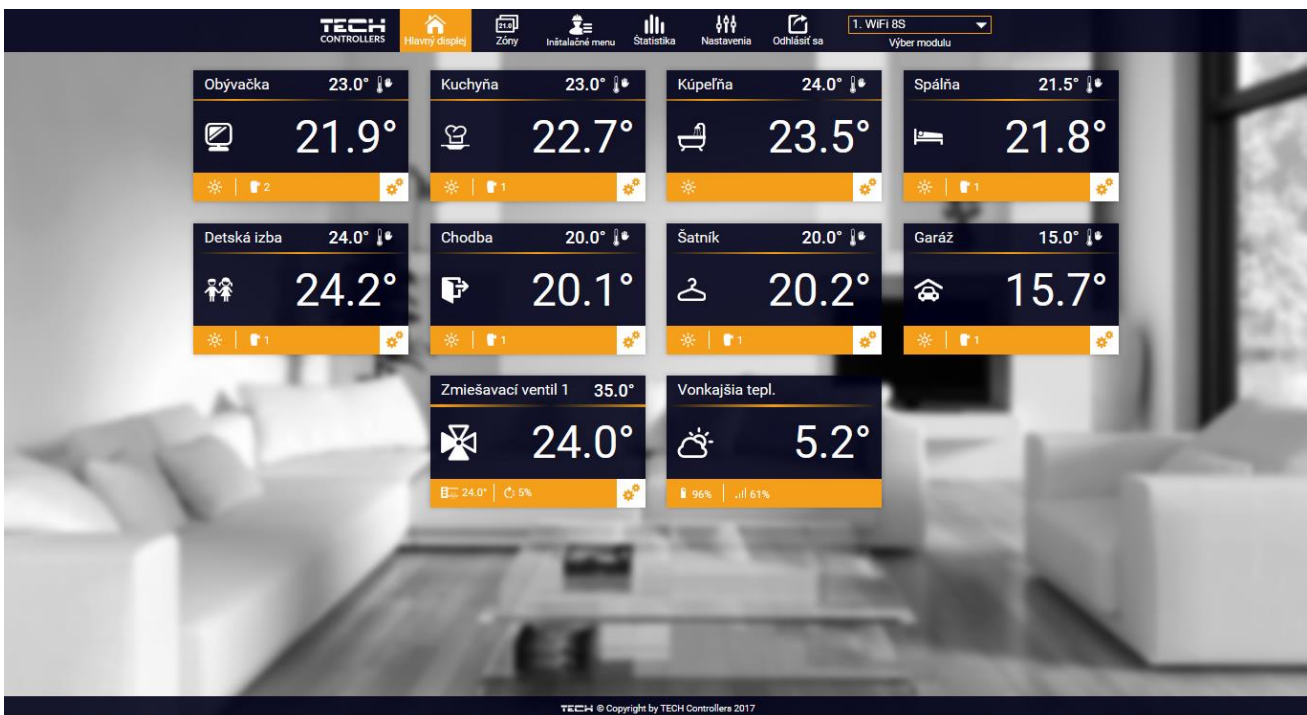 TECH
CONTROLLERS
Hlavný displej
21.0
Zóny
Inštalačné menu
Štatistika
Nastavenia
Odhlásiť sa
1. WiFi 8S
Výber modulu
Obývačka 23.0°
21.9°
2
Kuchyňa 23.0°
22.7°
1
Kúpeľňa 24.0°
23.5°
Spálňa 21.5°
21.8°
1
Detská izba 24.0°
24.2°
1
Chodba 20.0°
20.1°
1
Šatník 20.0°
20.2°
1
Garáž 15.0°
15.7°
1
Zmiešavací ventil 1 35.0°
24.0°
24.0° 5%
Vonkajšia tepl.
5.2°
96% 61%
TECH © Copyright by TECH Controllers 2017